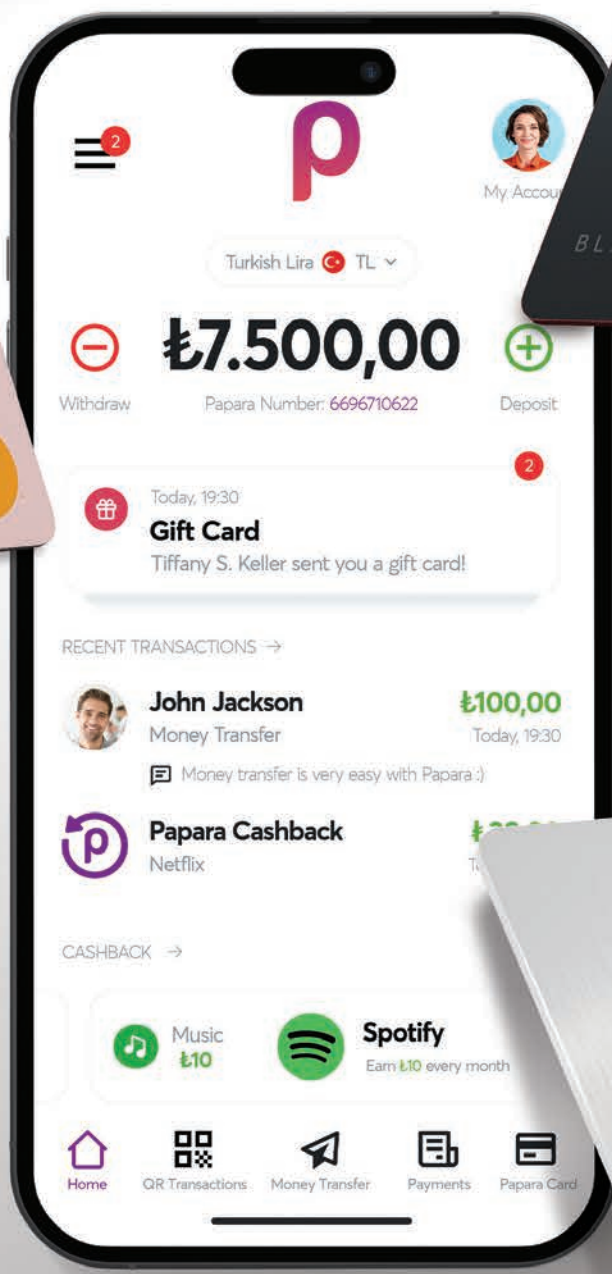 2
p
My Accou
BL
Turkish Lira TL
₺7.500,00
Withdraw
Papara Number: 6696710622
Deposit
2
Today, 19:30
Gift Card
Tiffany S. Keller sent you a gift card!
RECENT TRANSACTIONS →
John Jackson
₺100,00
Money Transfer
Today, 19:30
Money transfer is very easy with Papara :)
Papara Cashback
p
Netflix
CASHBACK →
Music
₺10
Spotify
Earn ₺10 every month
Home
QR Transactions
Money Transfer
Payments
Papara Card